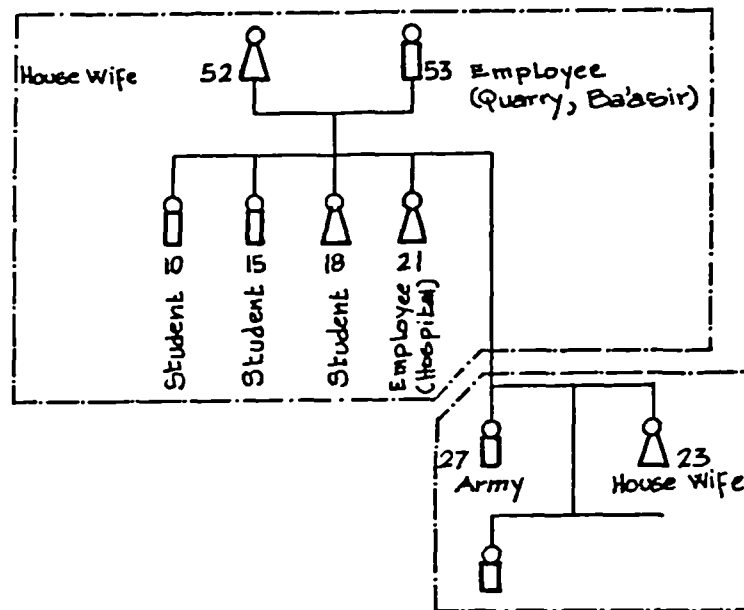 House Wife
52
53 Employee
(Quarry, Ba'asir)
10
Student
15
Student
18
Student
21
Employee
(Hospital)
27
Army
23
House Wife